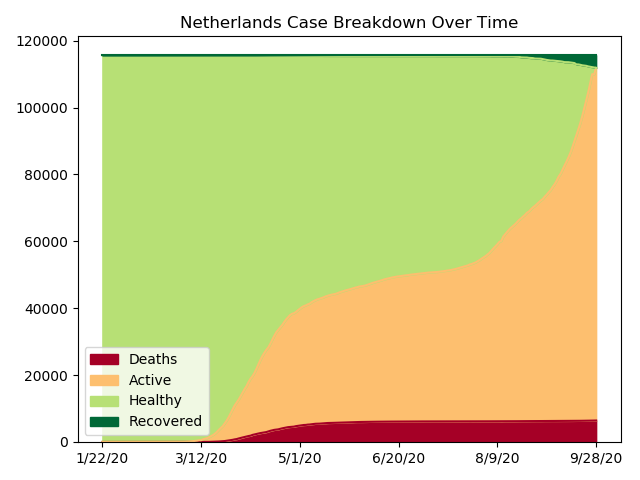 Netherlands Case Breakdown Over Time
120000
100000
80000
60000
40000
20000
0
Deaths
Active
Healthy
Recovered
1/22/20 3/12/20 5/1/20 6/20/20 8/9/20 9/28/20